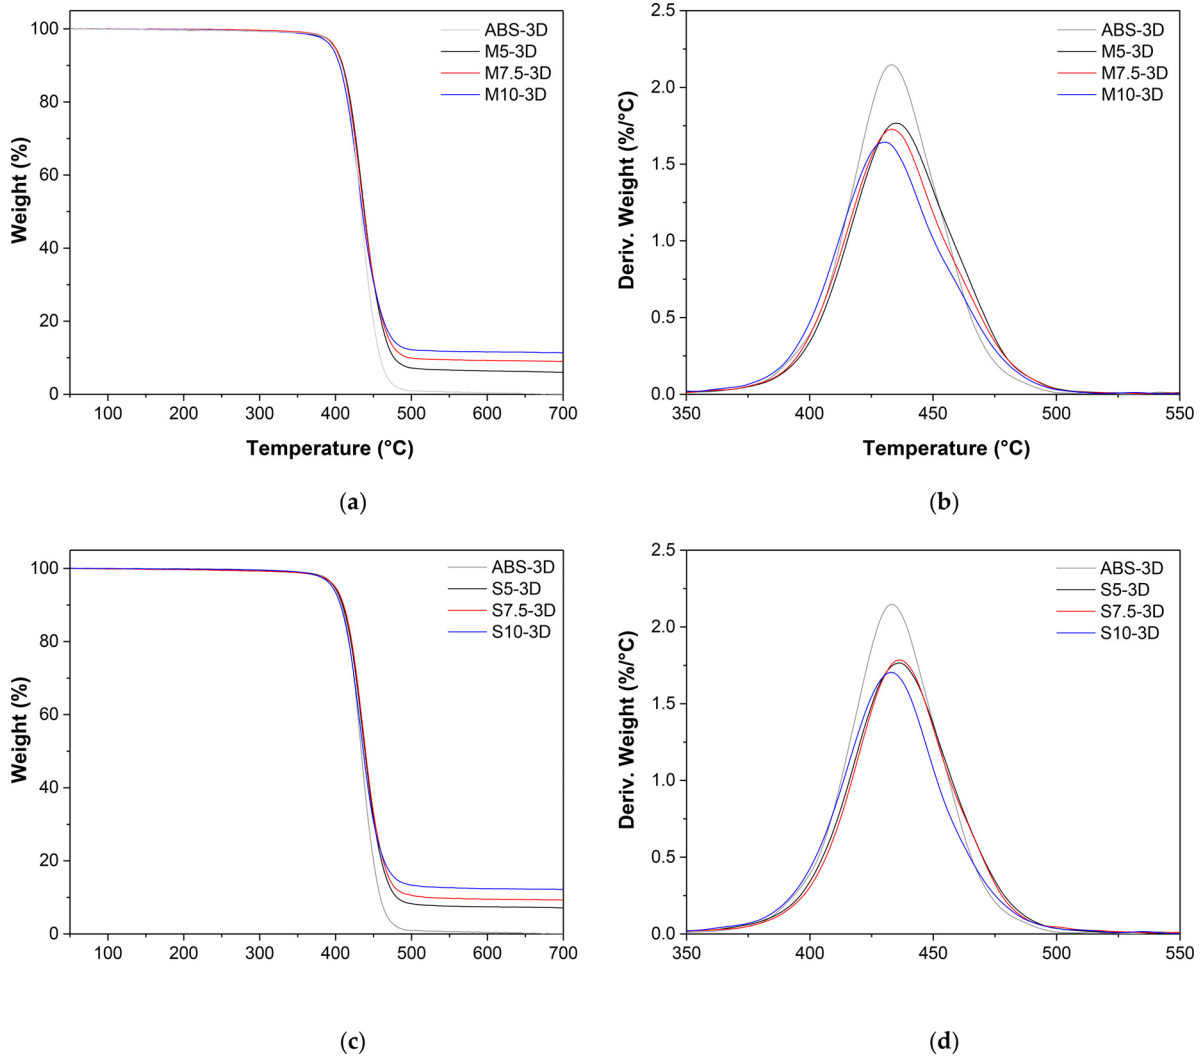 100
80
60
40
20
0
Weight (%)
ABS-3D
M5-3D
M7.5-3D
M10-3D
100 200 300 400 500 600 700
Temperature (°C)
(a)
2.5
2.0
1.5
1.0
0.5
0.0
Deriv. Weight (%/°C)
ABS-3D
M5-3D
M7.5-3D
M10-3D
350 400 450 500 550
Temperature (°C)
(b)
100
80
60
40
20
0
Weight (%)
ABS-3D
S5-3D
S7.5-3D
S10-3D
100 200 300 400 500 600 700
(c)
2.5
2.0
1.5
1.0
0.5
0.0
Deriv. Weight (%/°C)
ABS-3D
S5-3D
S7.5-3D
S10-3D
350 400 450 500 550
(d)